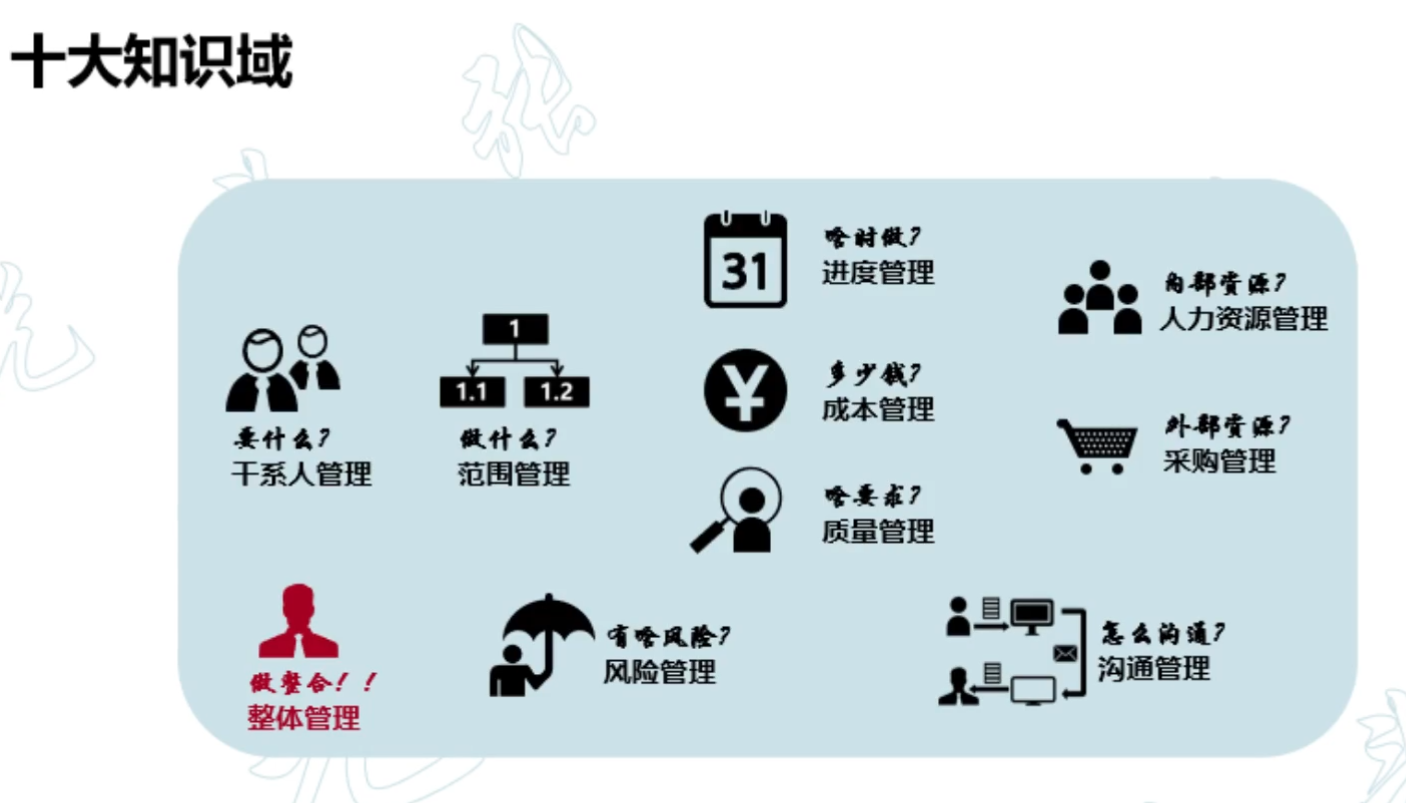 十大知识域
31
啥时做?
进度管理
内部资源?
人力资源管理
1
1.1
1.2
¥
多少钱?
成本管理
要什么?
干系人管理
做什么?
范围管理
外部资源?
采购管理
啥要求?
质量管理
做整合!!
整体管理
有啥风险?
风险管理
怎么沟通?
沟通管理